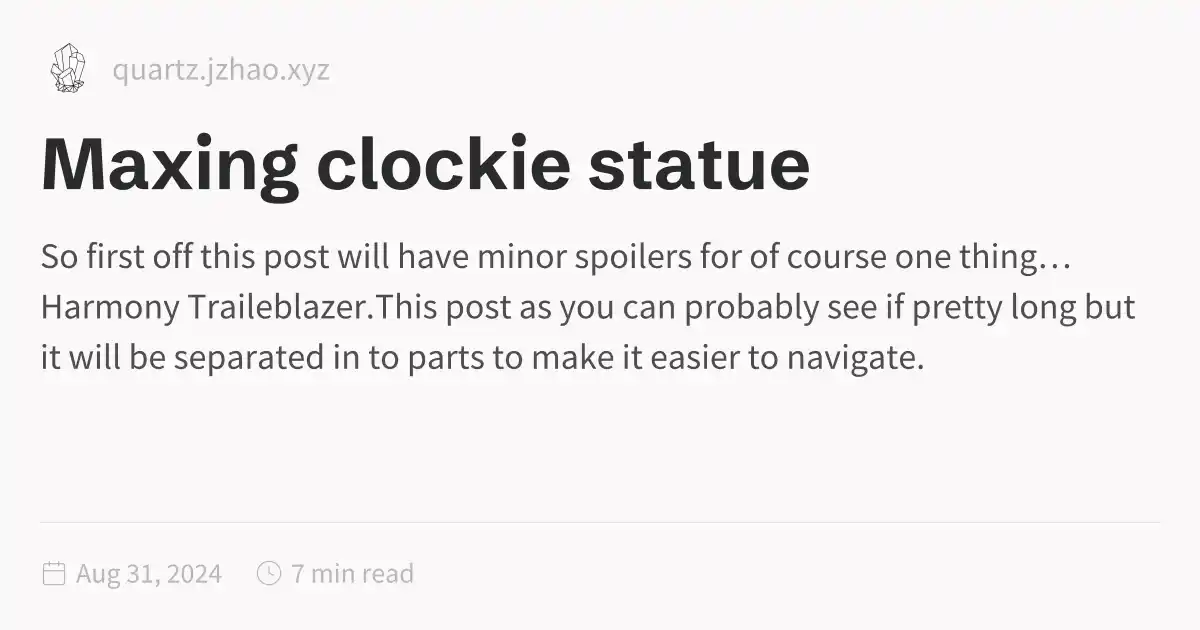 quartz.jzhao.xyz
Maxing clockie statue
So first off this post will have minor spoilers for of course one thing…
Harmony Traileblazer.This post as you can probably see if pretty long but
it will be separated in to parts to make it easier to navigate.
Aug 31, 2024 7 min read